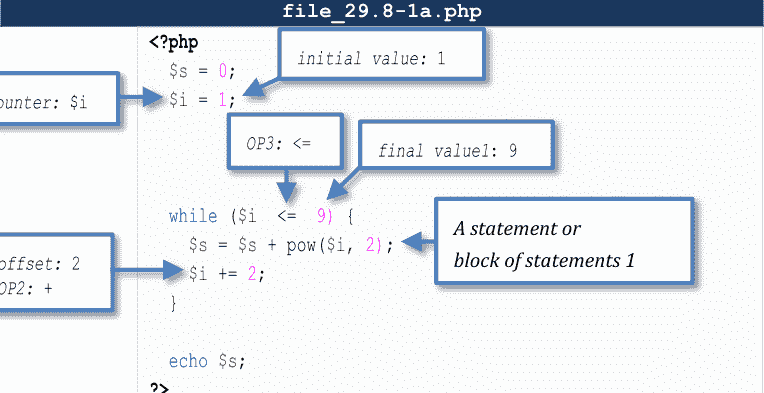 file_29.8-1a.php
<?php
$s = 0;
initial value: 1
ounter: $i
$i = 1;
OP3: <=
final value1: 9
while ($i <= 9) {
A statement or
block of statements 1
$s = $s + pow($i, 2);
offset: 2
OP2: +
$i += 2;
}
echo $s;
?>